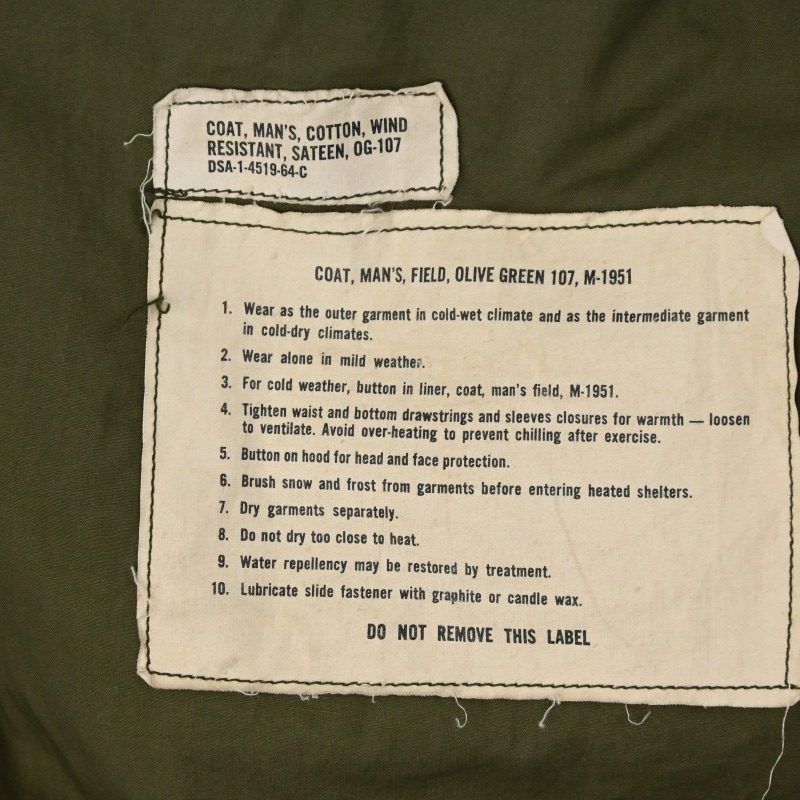 COAT, MAN'S, COTTON, WIND
RESISTANT, SATEEN, OG-107
DSA-1-4519-64-C
COAT, MAN'S, FIELD, OLIVE GREEN 107, M-1951
1. Wear as the outer garment in cold-wet climate and as the intermediate garment
in cold-dry climates.
2. Wear alone in mild weather.
3. For cold weather, button in liner, coat, man's field, M-1951.
4. Tighten waist and bottom drawstrings and sleeves closures for warmth — loosen
to ventilate. Avoid over-heating to prevent chilling after exercise.
5. Button on hood for head and face protection.
6. Brush snow and frost from garments before entering heated shelters.
7. Dry garments separately.
8. Do not dry too close to heat.
9. Water repellency may be restored by treatment.
10. Lubricate slide fastener with graphite or candle wax.
DO NOT REMOVE THIS LABEL